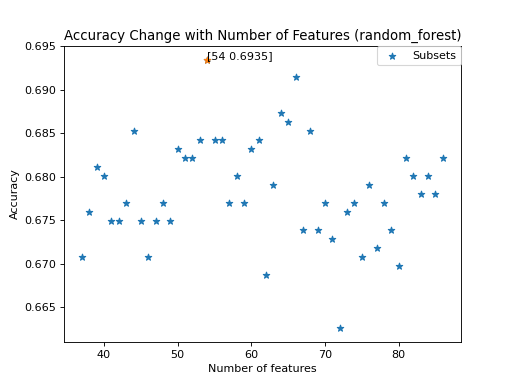 Accuracy Change with Number of Features (random_forest)
0.695
[54 0.6935]
Subsets
0.690
0.685
0.680
0.675
0.670
0.665
Accuracy
40 50 60 70 80
Number of features